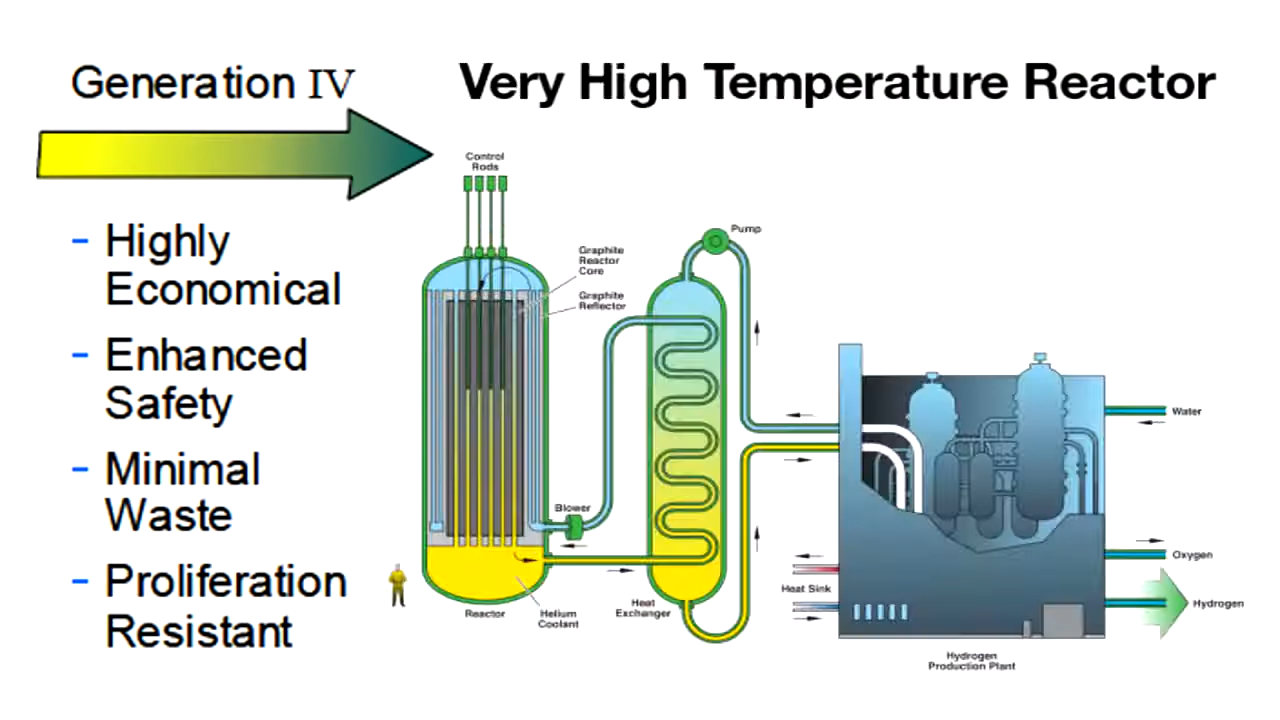 Generation IV
Very High Temperature Reactor
- Highly
Economical
- Enhanced
Safety
- Minimal
Waste
- Proliferation
Resistant
Control
Rods
Graphite
Reactor
Core
Graphite
Reflector
Pump
Blower
Reactor
Helium
Coolant
Heat
Exchanger
Heat Sink
Water
Oxygen
Hydrogen
Hydrogen
Production Plant